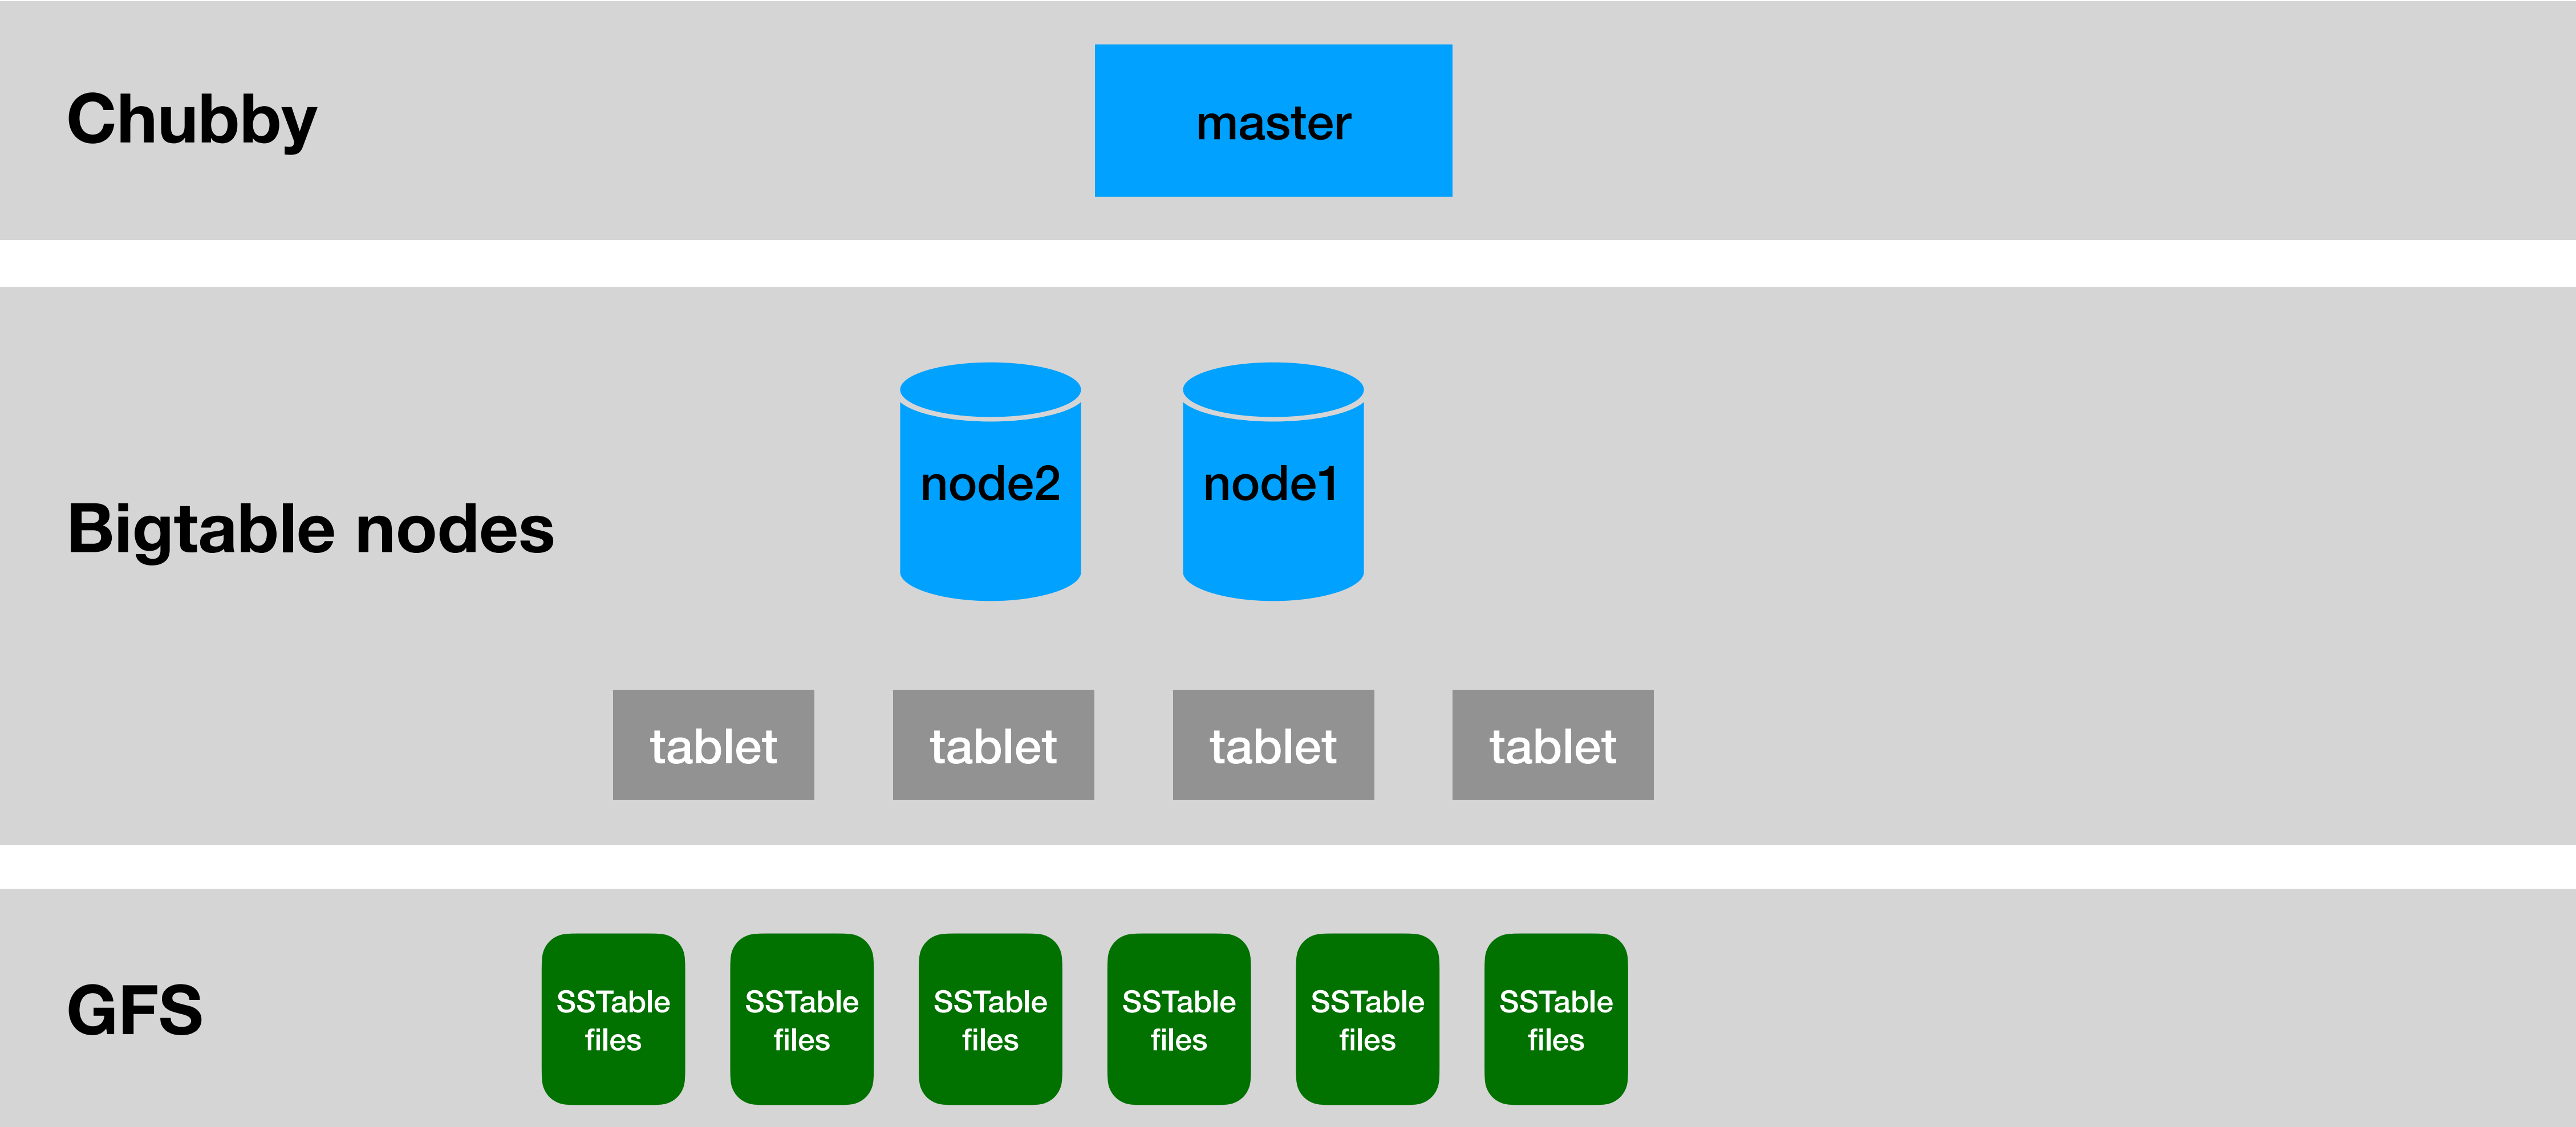 Chubby
master
Bigtable nodes
node2
node1
tablet
tablet
tablet
tablet
GFS
SSTable
files
SSTable
files
SSTable
files
SSTable
files
SSTable
files
SSTable
files